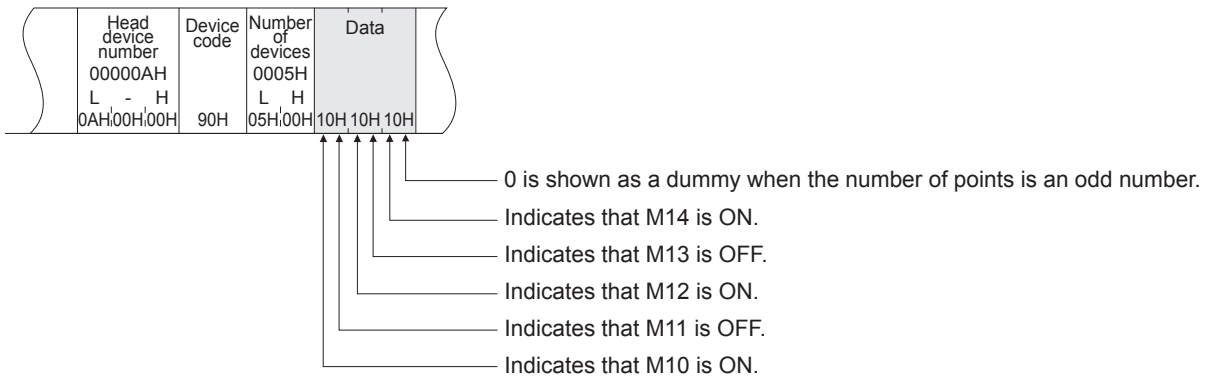 Head device number
Device code
Number of devices
Data
00000AH
0005H
L - H
L H
0AH 00H 00H
90H
05H 00H
10H 10H 10H
0 is shown as a dummy when the number of points is an odd number.
Indicates that M14 is ON.
Indicates that M13 is OFF.
Indicates that M12 is ON.
Indicates that M11 is OFF.
Indicates that M10 is ON.